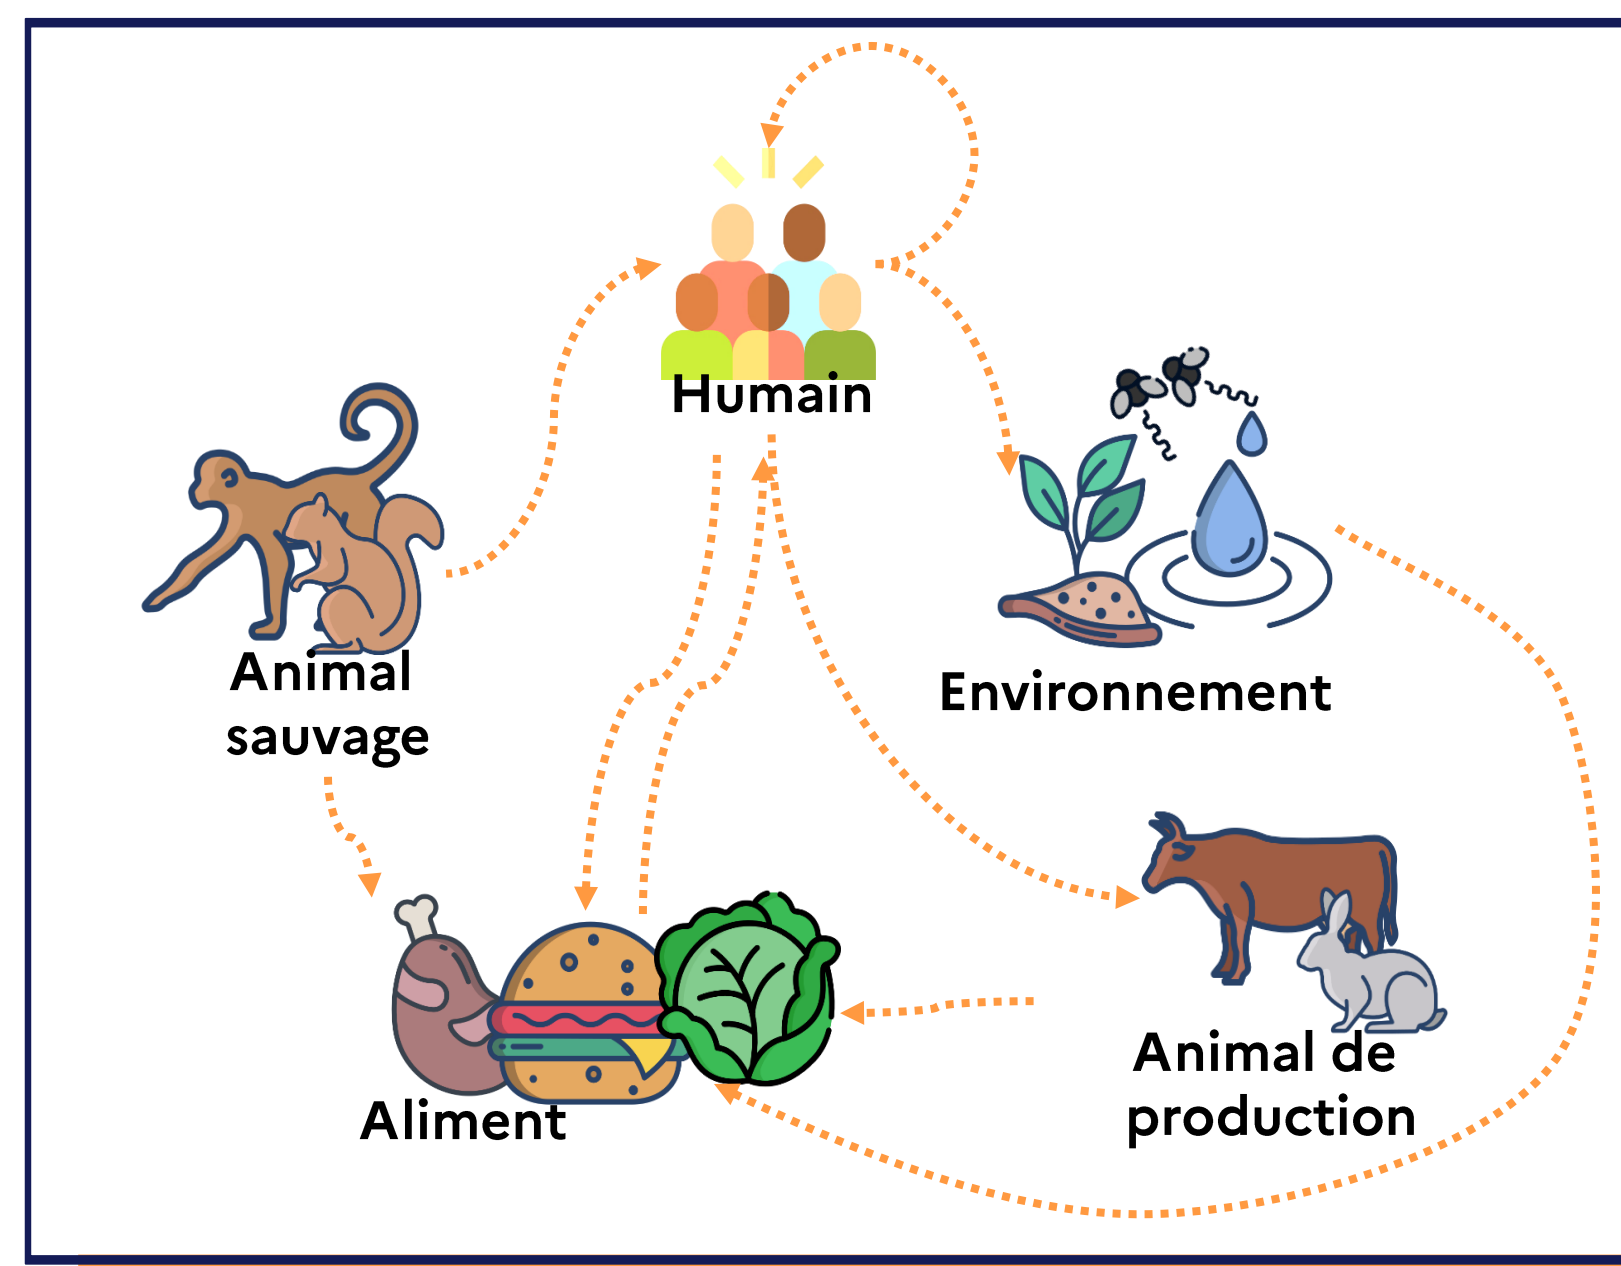 Humain
Animal
sauvage
Environnement
Animal de
production
Aliment